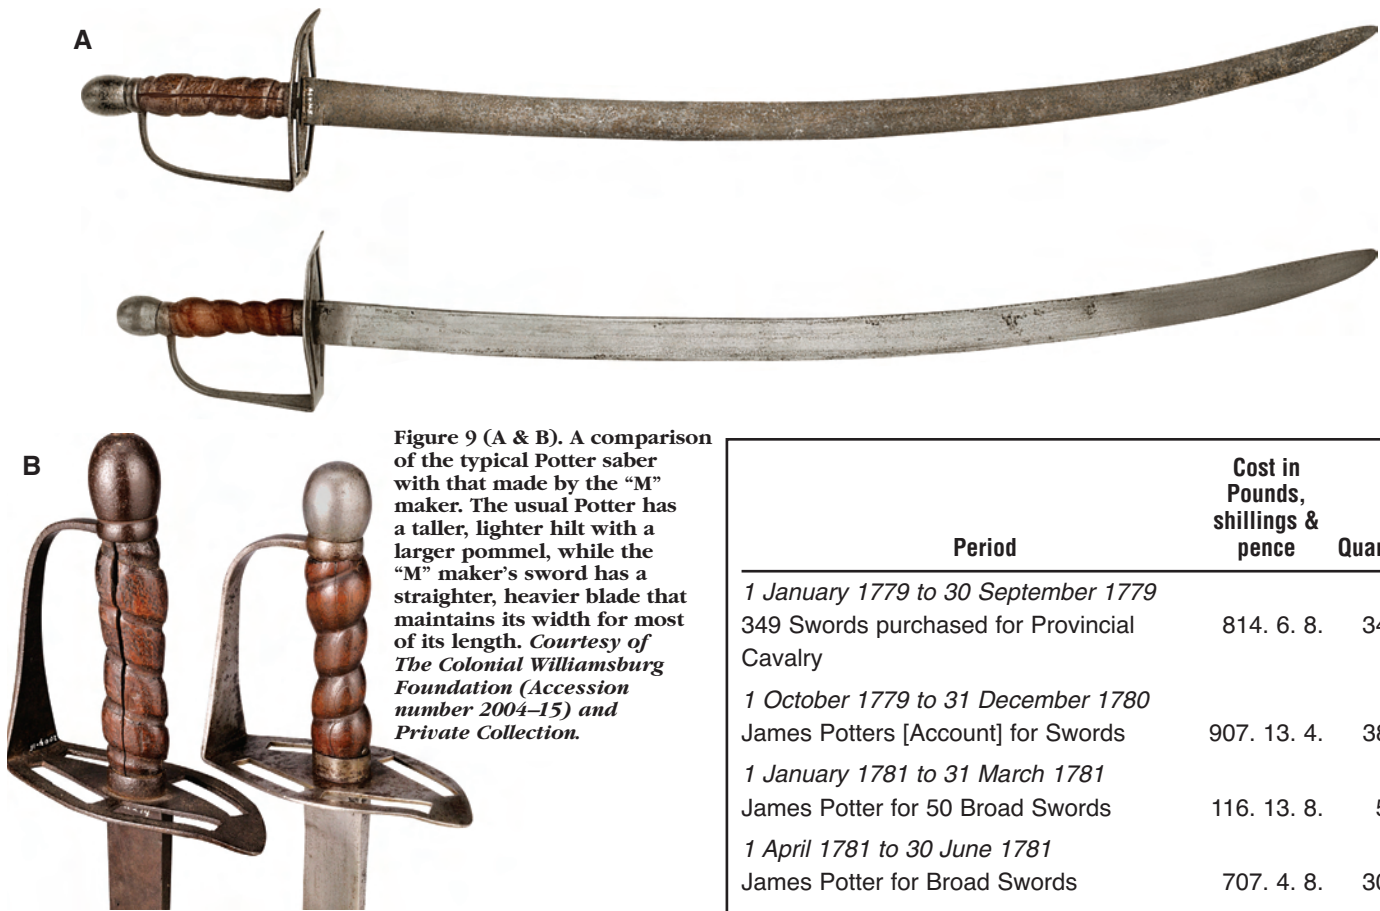 A
B
Figure 9 (A & B). A comparison
of the typical Potter saber
with that made by the “M”
maker. The usual Potter has
a taller, lighter hilt with a
larger pommel, while the
“M” maker’s sword has a
straighter, heavier blade that
maintains its width for most
of its length. Courtesy of
The Colonial Williamsburg
Foundation (Accession
number 2004–15) and
Private Collection.
Cost in
Pounds,
shillings &
Period pence Quan
1 January 1779 to 30 September 1779
349 Swords purchased for Provincial 814. 6. 8. 34
Cavalry
1 October 1779 to 31 December 1780
James Potters [Account] for Swords 907. 13. 4. 38
1 January 1781 to 31 March 1781
James Potter for 50 Broad Swords 116. 13. 8. 5
1 April 1781 to 30 June 1781
James Potter for Broad Swords 707. 4. 8. 30